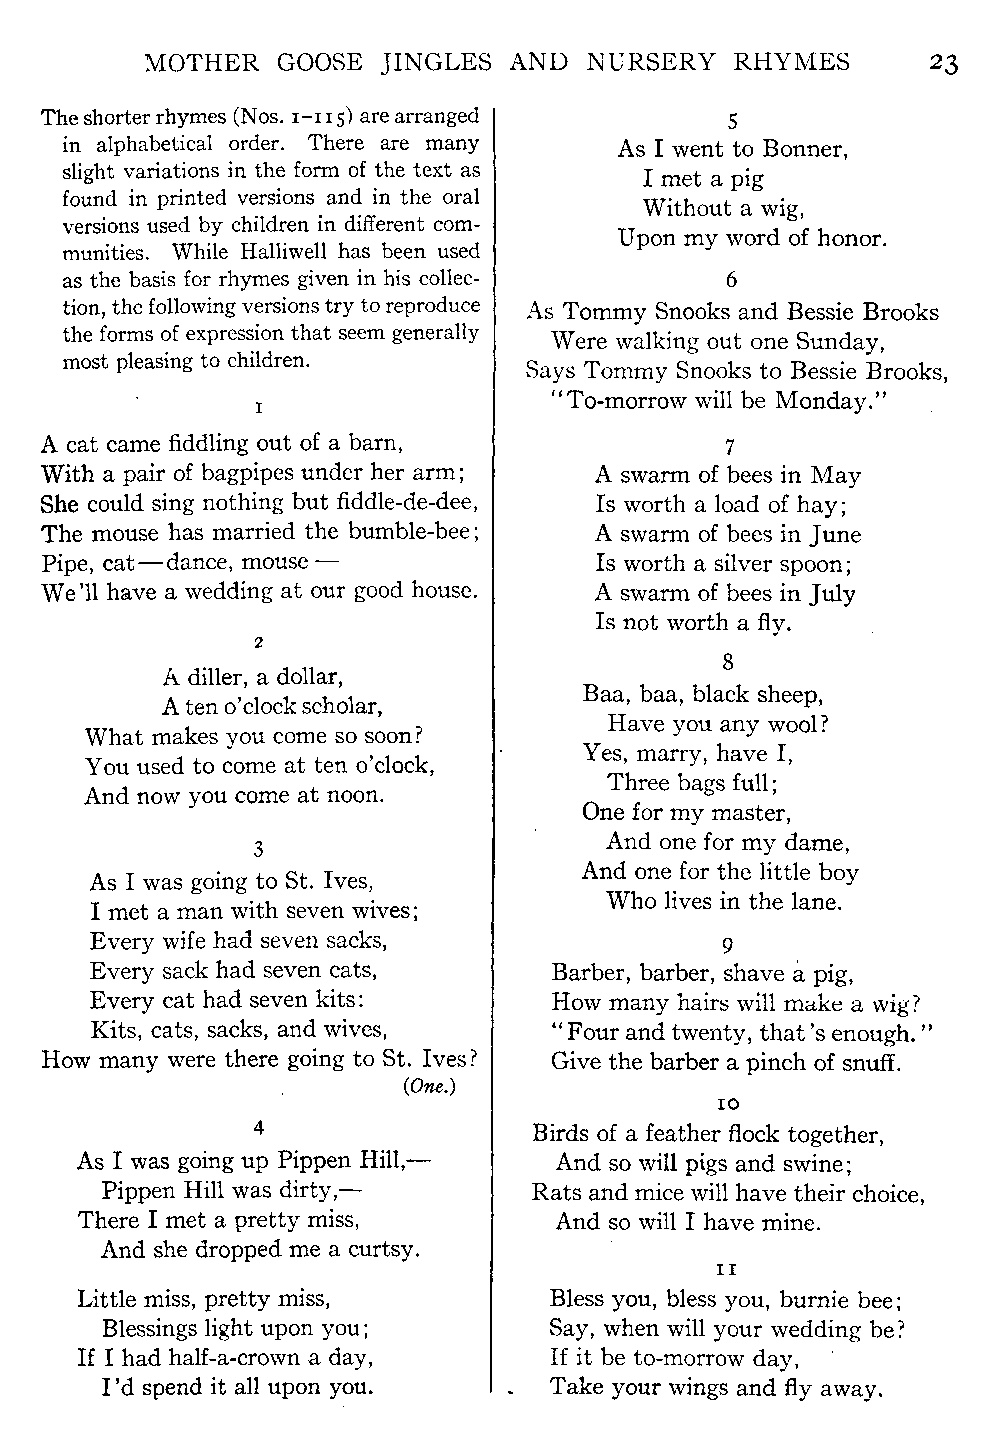 MOTHER GOOSE JINGLES AND NURSERY RHYMES 23
The shorter rhymes (Nos. 1–115) are arranged
in alphabetical order. There are many
slight variations in the form of the text as
found in printed versions and in the oral
versions used by children in different com-
munities. While Halliwell has been used
as the basis for rhymes given in his collec-
tion, the following versions try to reproduce
the forms of expression that seem generally
most pleasing to children.
1
A cat came fiddling out of a barn,
With a pair of bagpipes under her arm;
She could sing nothing but fiddle-de-dee,
The mouse has married the bumble-bee;
Pipe, cat—dance, mouse—
We'll have a wedding at our good house.
2
A diller, a dollar,
A ten o'clock scholar,
What makes you come so soon?
You used to come at ten o'clock,
And now you come at noon.
3
As I was going to St. Ives,
I met a man with seven wives;
Every wife had seven sacks,
Every sack had seven cats,
Every cat had seven kits:
Kits, cats, sacks, and wives,
How many were there going to St. Ives?
(One.)
4
As I was going up Pippen Hill,—
Pippen Hill was dirty,—
There I met a pretty miss,
And she dropped me a curtsy.
Little miss, pretty miss,
Blessings light upon you;
If I had half-a-crown a day,
I'd spend it all upon you.
5
As I went to Bonner,
I met a pig
Without a wig,
Upon my word of honor.
6
As Tommy Snooks and Bessie Brooks
Were walking out one Sunday,
Says Tommy Snooks to Bessie Brooks,
"To-morrow will be Monday."
7
A swarm of bees in May
Is worth a load of hay;
A swarm of bees in June
Is worth a silver spoon;
A swarm of bees in July
Is not worth a fly.
8
Baa, baa, black sheep,
Have you any wool?
Yes, marry, have I,
Three bags full;
One for my master,
And one for my dame,
And one for the little boy
Who lives in the lane.
9
Barber, barber, shave a pig,
How many hairs will make a wig?
"Four and twenty, that's enough."
Give the barber a pinch of snuff.
10
Birds of a feather flock together,
And so will pigs and swine;
Rats and mice will have their choice,
And so will I have mine.
11
Bless you, bless you, burnie bee;
Say, when will your wedding be?
If it be to-morrow day,
Take your wings and fly away.